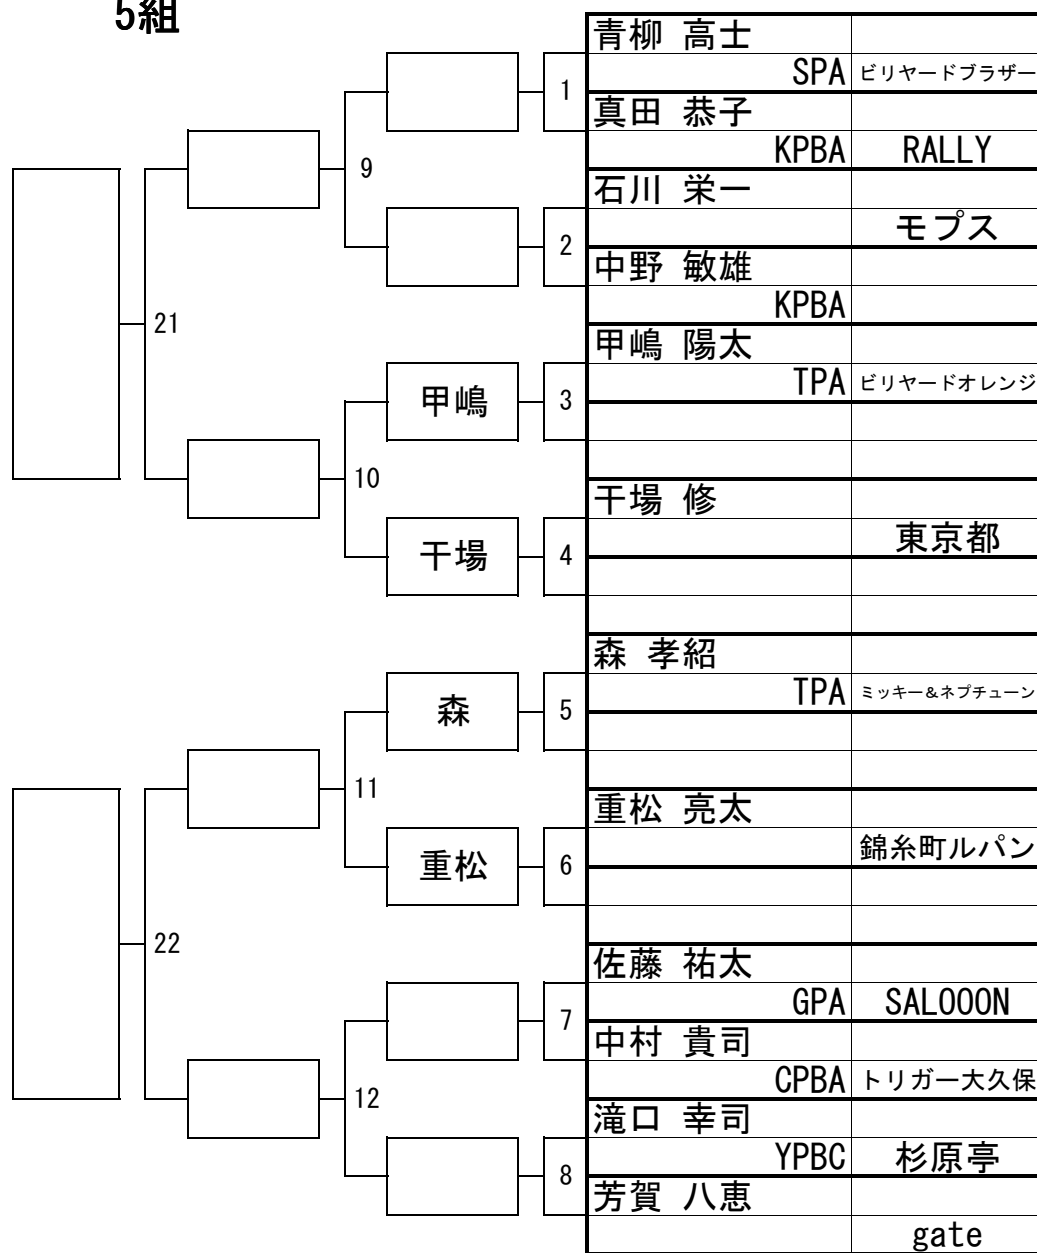 5組
青柳 高士
SPA ビリヤードブラザー
1
真田 恭子
KPBA RALLY
9
石川 栄一
モプス
2
中野 敏雄
KPBA
21
甲嶋 陽太
TPA ビリヤードオレンジ
甲嶋 3
10
干場 修
東京都
干場 4
森 孝紹
TPA ミッキー&ネプチューン
森 5
11
重松 亮太
錦糸町ルパン
重松 6
22
佐藤 祐太
GPA SALOOON
7
中村 貴司
CPBA トリガー大久保
12
滝口 幸司
YPBC 杉原亭
8
芳賀 八恵
gate